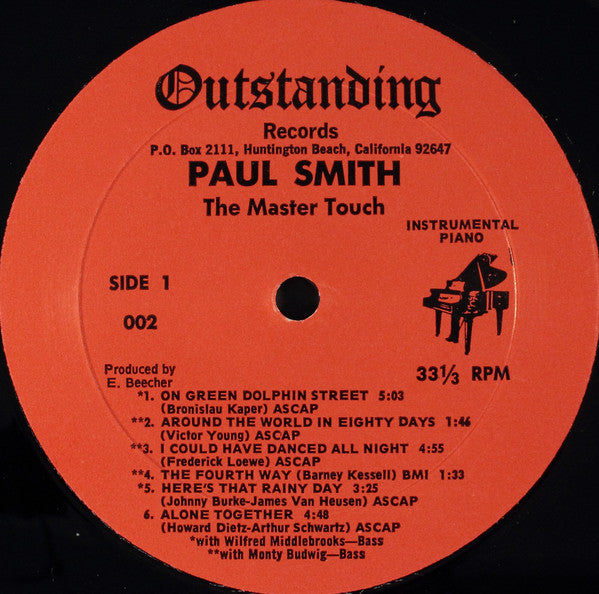 Outstanding
Records
P.O. Box 2111, Huntington Beach, California 92647
PAUL SMITH
The Master Touch
INSTRUMENTAL
PIANO
SIDE 1
002
Produced by
E. Beecher
33⅓ RPM
*1. ON GREEN DOLPHIN STREET 5:03
(Bronislau Kaper) ASCAP
**2. AROUND THE WORLD IN EIGHTY DAYS 1:46
(Victor Young) ASCAP
**3. I COULD HAVE DANCED ALL NIGHT 4:55
(Frederick Loewe) ASCAP
**4. THE FOURTH WAY (Barney Kessell) BMI 1:33
*5. HERE'S THAT RAINY DAY 3:25
(Johnny Burke-James Van Heusen) ASCAP
6. ALONE TOGETHER 4:48
(Howard Dietz-Arthur Schwartz) ASCAP
*with Wilfred Middlebrooks—Bass
**with Monty Budwig—Bass